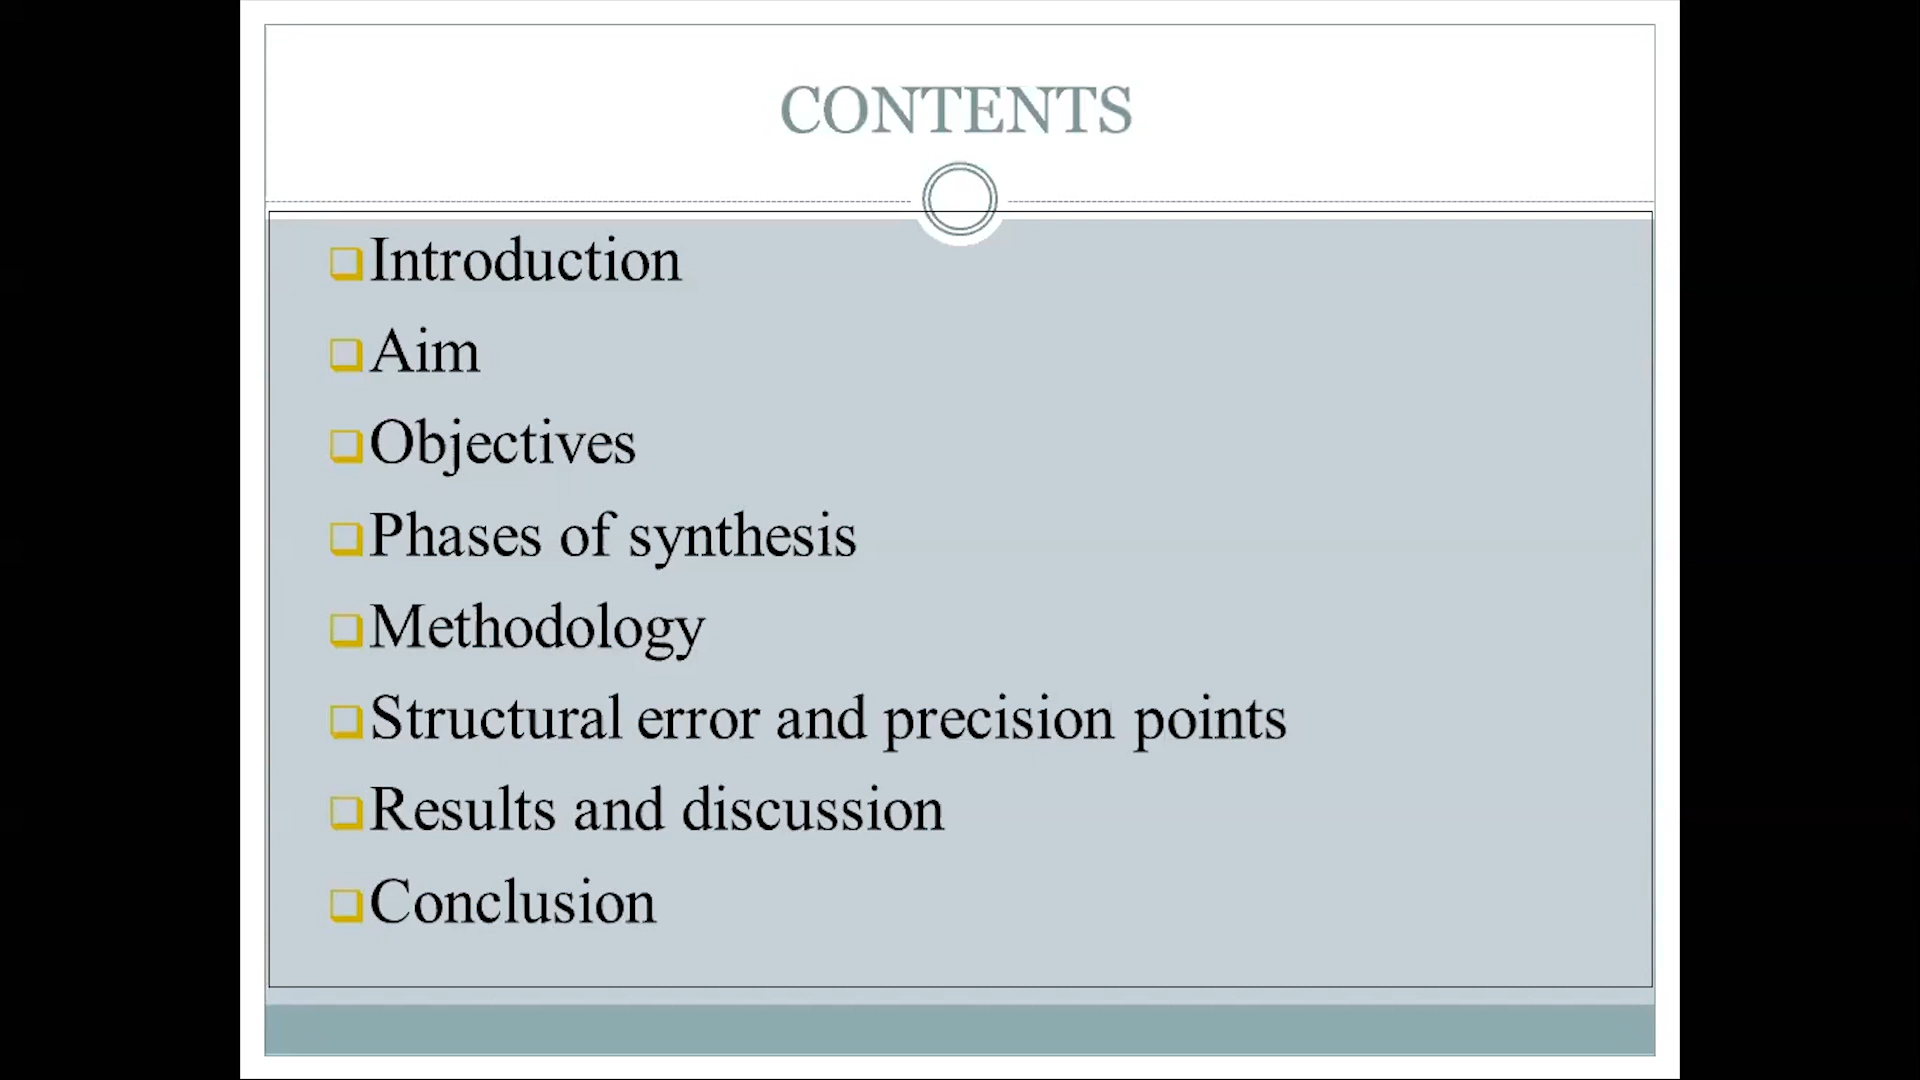 CONTENTS
Introduction
Aim
Objectives
Phases of synthesis
Methodology
Structural error and precision points
Results and discussion
Conclusion